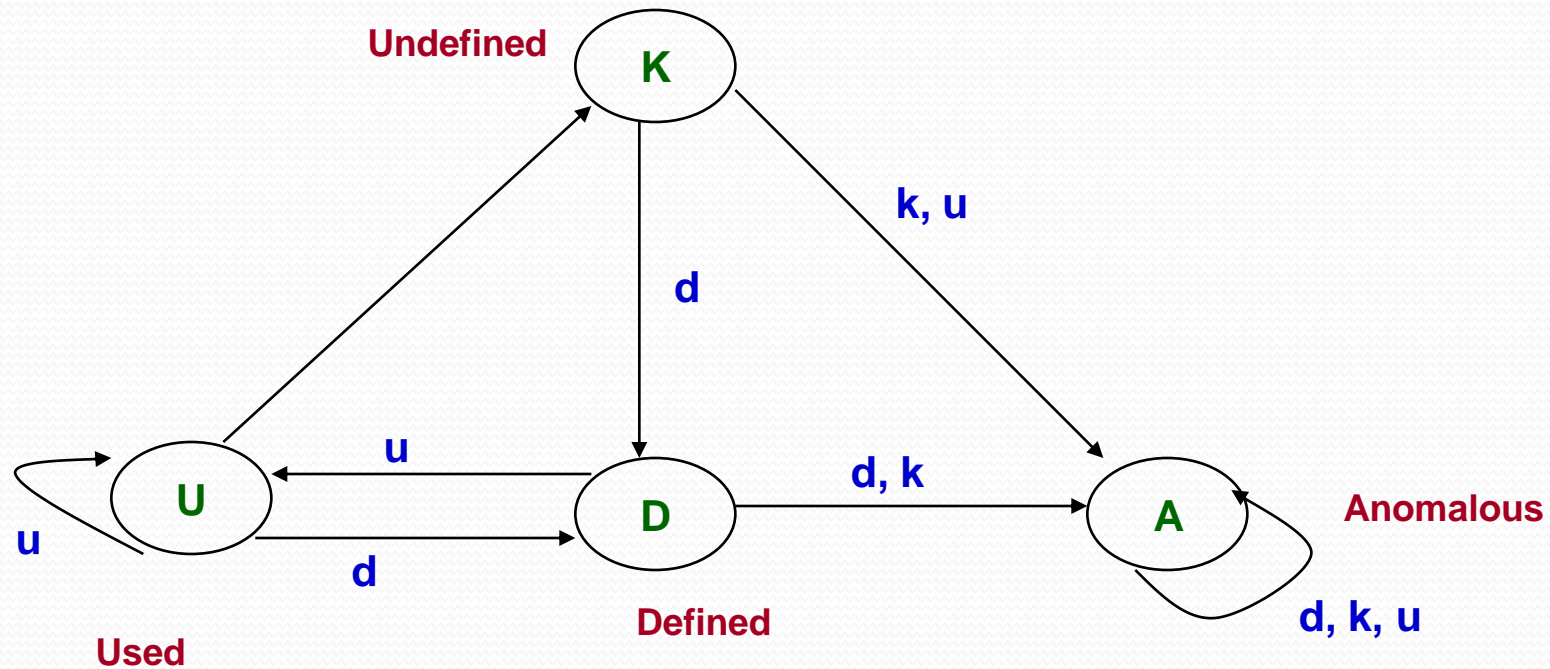 Undefined
K
k, u
d
u
d, k
U
D
A
Anomalous
u
d
Defined
d, k, u
Used